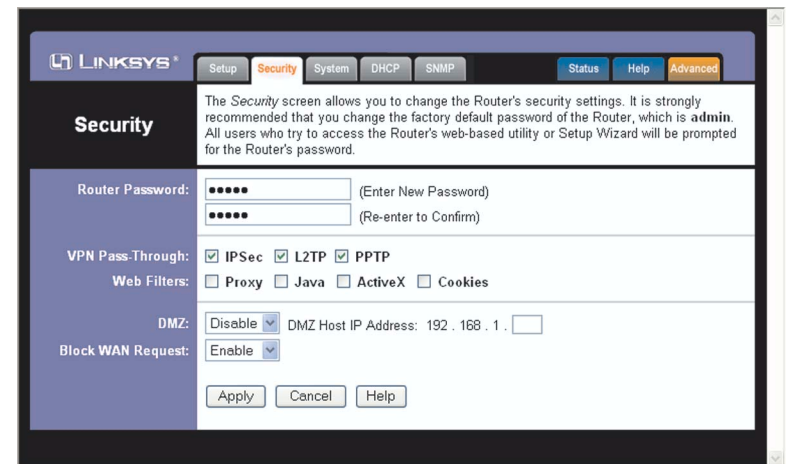 LINKSYS®
Setup Security System DHCP SNMP Status Help Advanced
Security
The Security screen allows you to change the Router's security settings. It is strongly
recommended that you change the factory default password of the Router, which is admin.
All users who try to access the Router's web-based utility or Setup Wizard will be prompted
for the Router's password.
Router Password: ••••• (Enter New Password)
••••• (Re-enter to Confirm)
VPN Pass-Through: IPSec L2TP PPTP
Web Filters: Proxy Java ActiveX Cookies
DMZ: Disable DMZ Host IP Address: 192 . 168 . 1 .
Block WAN Request: Enable
Apply Cancel Help